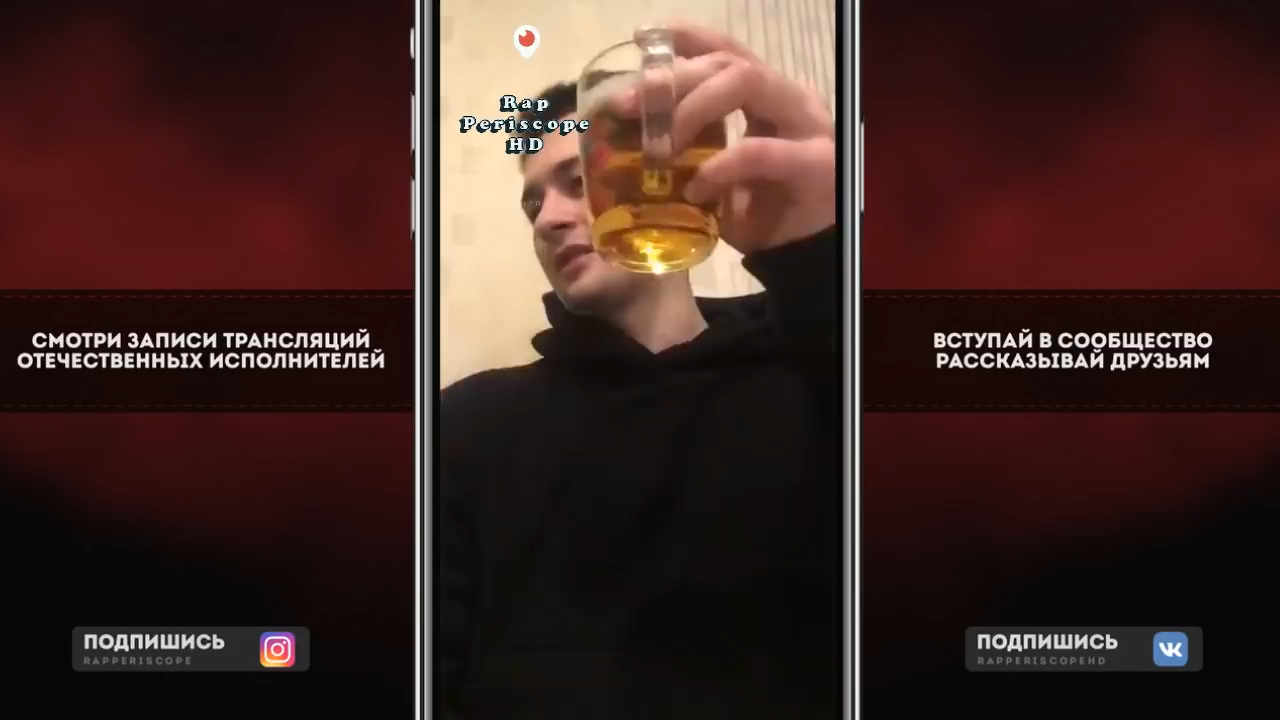 Rap
Periscope
HD
СМОТРИ ЗАПИСИ ТРАНСЛЯЦИЙ
ОТЕЧЕСТВЕННЫХ ИСПОЛНИТЕЛЕЙ
ВСТУПАЙ В СООБЩЕСТВО
РАССКАЗЫВАЙ ДРУЗЬЯМ
ПОДПИШИСЬ
RAPPERISCOPE
ПОДПИШИСЬ
RAPPERISCOPEHD